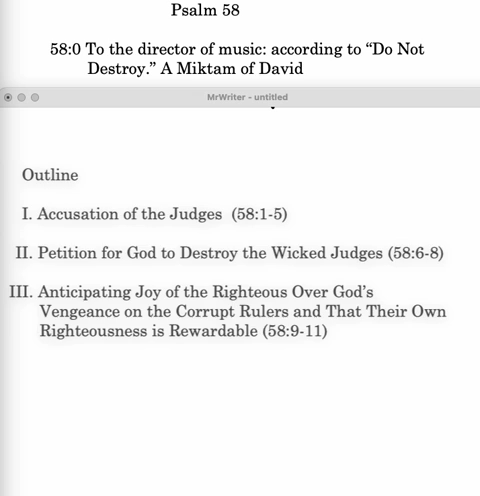 Psalm 58
58:0 To the director of music: according to “Do Not
Destroy.” A Miktam of David
MrWriter - untitled
Outline
I. Accusation of the Judges (58:1-5)
II. Petition for God to Destroy the Wicked Judges (58:6-8)
III. Anticipating Joy of the Righteous Over God’s
Vengeance on the Corrupt Rulers and That Their Own
Righteousness is Rewardable (58:9-11)